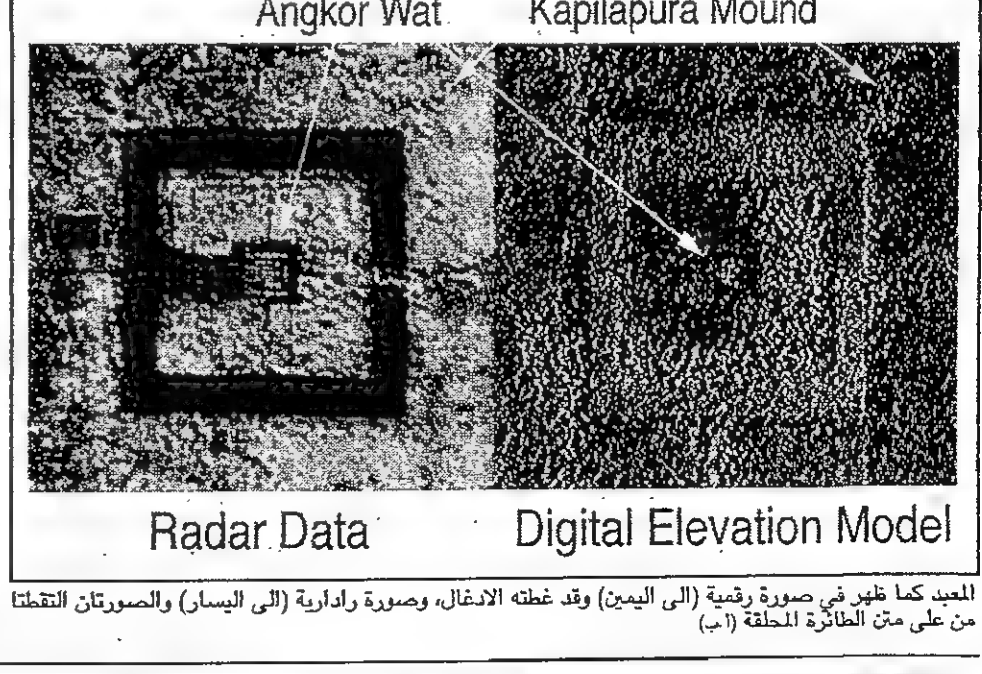 Angkor Wat Kapilapura Mound
Radar Data Digital Elevation Model
المعبد كما ظهر في صورة رقمية (الى اليمين) وقد غطته الادغال، وصورة رادارية (الى اليسار) والصورتان التقطتا
من على متن الطائرة المحلقة (ا.ب)